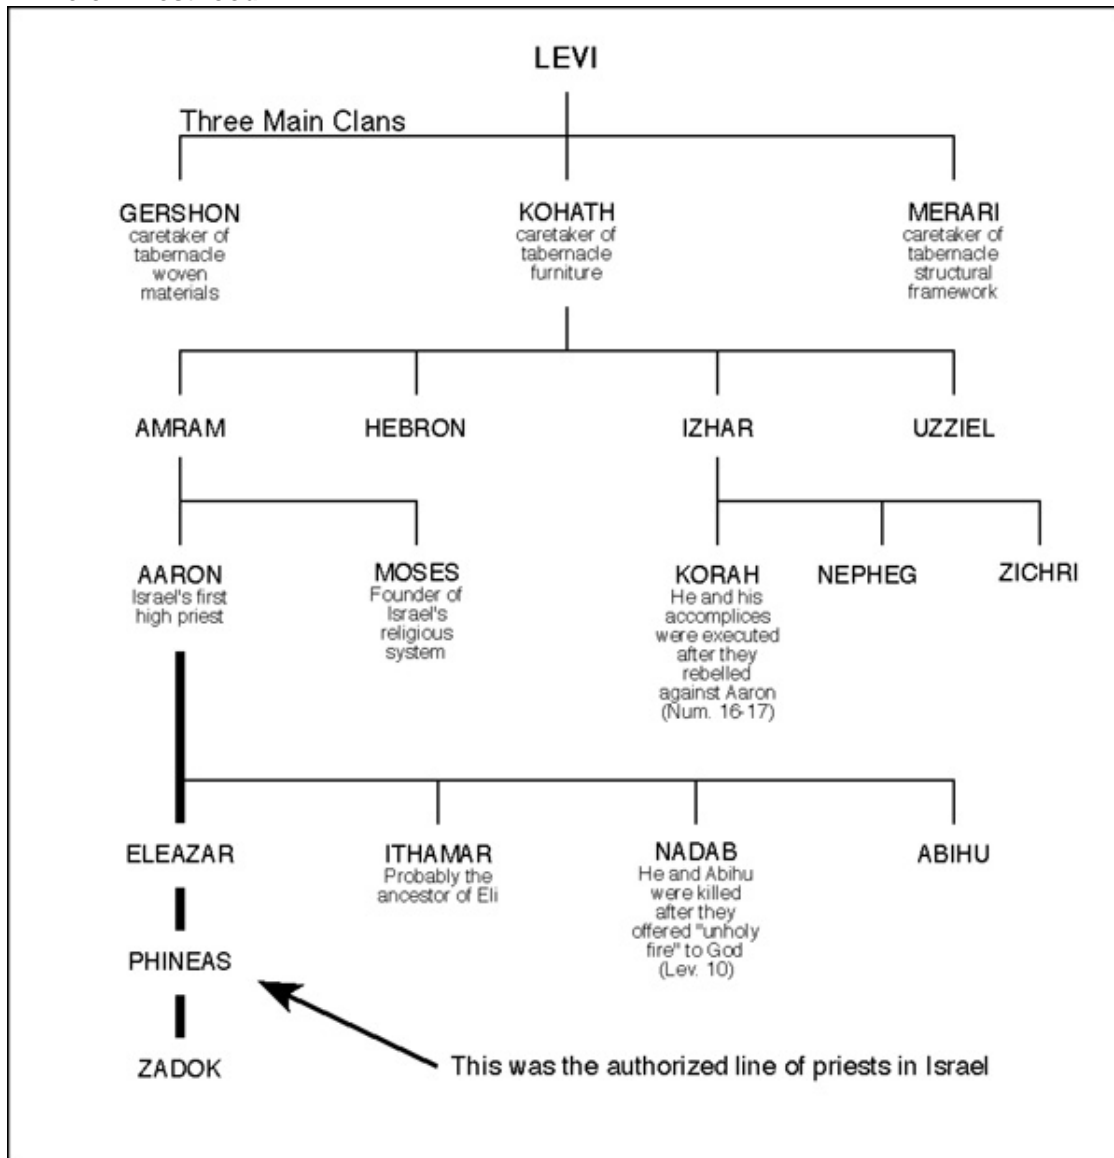 LEVI
Three Main Clans
GERSHON
caretaker of
tabernacle
woven
materials
KOHATH
caretaker of
tabernacle
furniture
MERARI
caretaker of
tabernacle
structural
framework
AMRAM
HEBRON
IZHAR
UZZIEL
AARON
Israel's first
high priest
MOSES
Founder of
Israel's
religious
system
KORAH
He and his
accomplices
were executed
after they
rebelled
against Aaron
(Num. 16-17)
NEPHEG
ZICHRI
ELEAZAR
ITHAMAR
Probably the
ancestor of Eli
NADAB
He and Abihu
were killed
after they
offered "unholy
fire" to God
(Lev. 10)
ABIHU
PHINEAS
ZADOK
This was the authorized line of priests in Israel